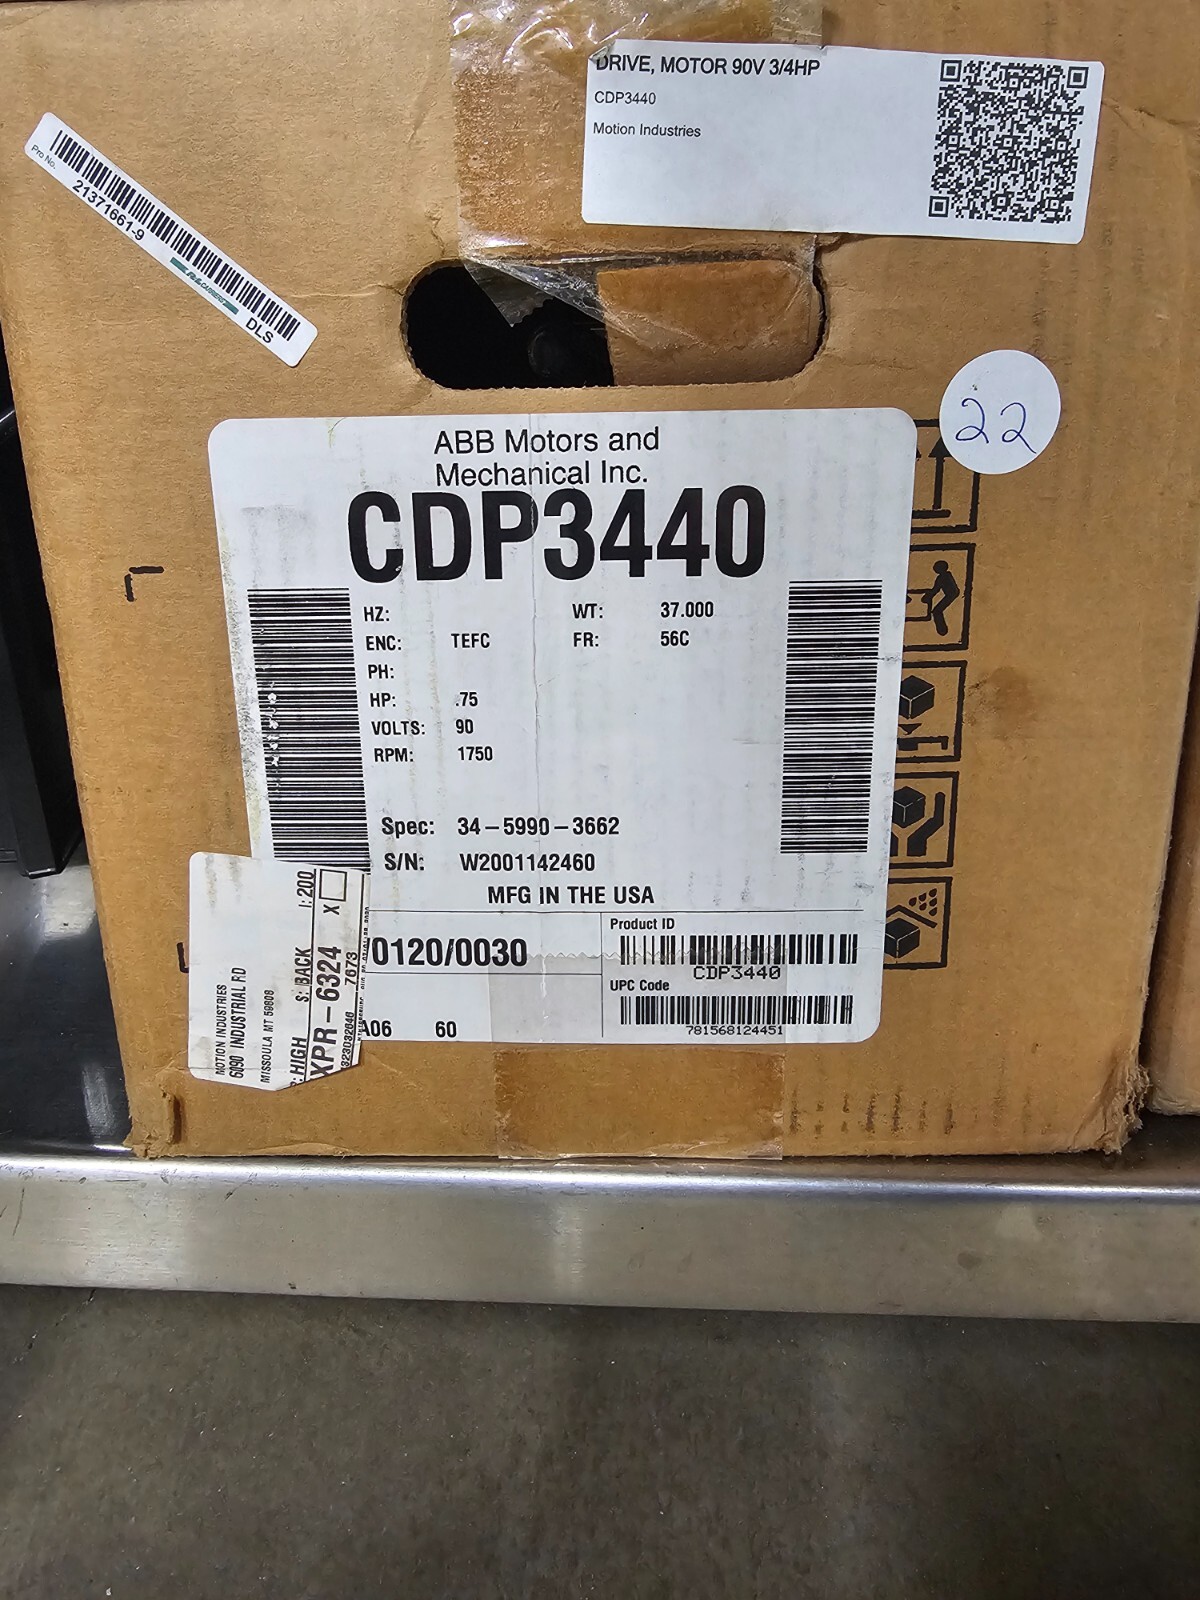 DRIVE, MOTOR 90V 3/4HP
CDP3440
Motion Industries
Pro No.
21371661-9
DLS
22
ABB Motors and
Mechanical Inc.
CDP3440
HZ: WT: 37.000
ENC: TEFC FR: 56C
PH:
HP: .75
VOLTS: 90
RPM: 1750
Spec: 34-5990-3662
S/N: W2001142460
MFG IN THE USA
0120/0030
A06 60
Product ID
CDP3440
UPC Code
781568124451
MOTION INDUSTRIES
6090 INDUSTRIAL RD
MISSOULA MT 59808
HIGH S: BACK I: 200
XPR-6324 X
7673